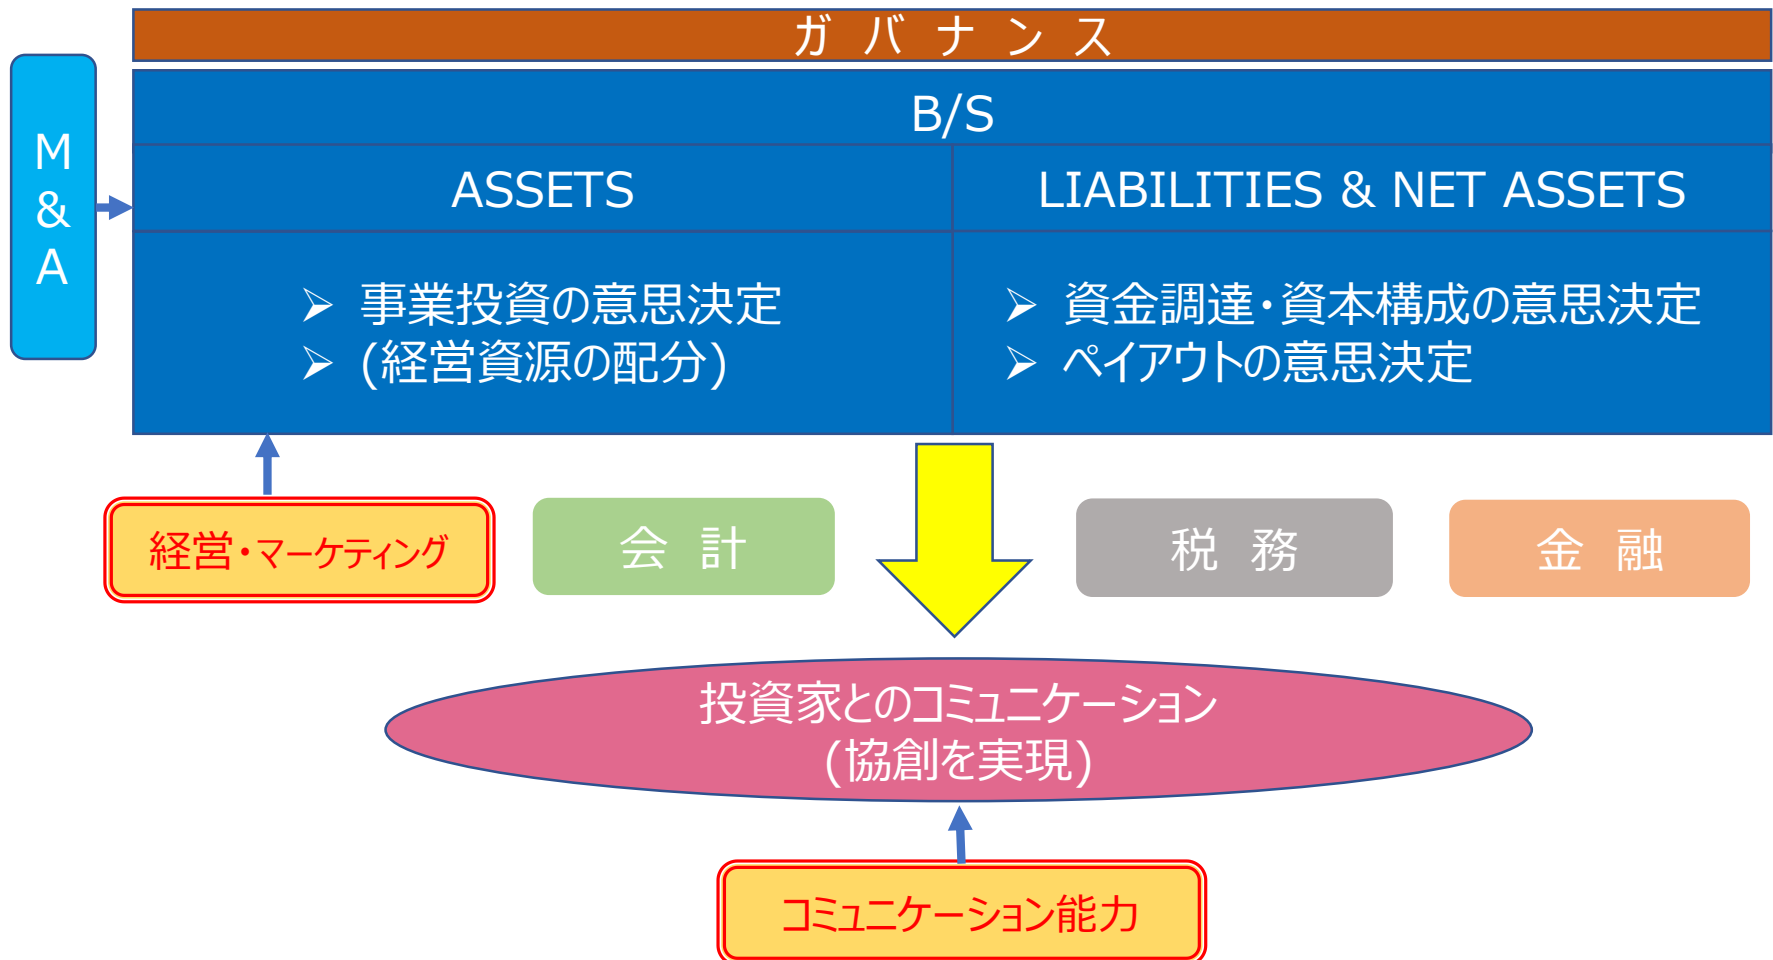 ガ バ ナ ン ス
M
&
A
B/S
ASSETS
LIABILITIES & NET ASSETS
➢ 事業投資の意思決定
➢ (経営資源の配分)
➢ 資金調達・資本構成の意思決定
➢ ペイアウトの意思決定
経営・マーケティング
会 計
税 務
金 融
投資家とのコミュニケーション
(協創を実現)
コミュニケーション能力